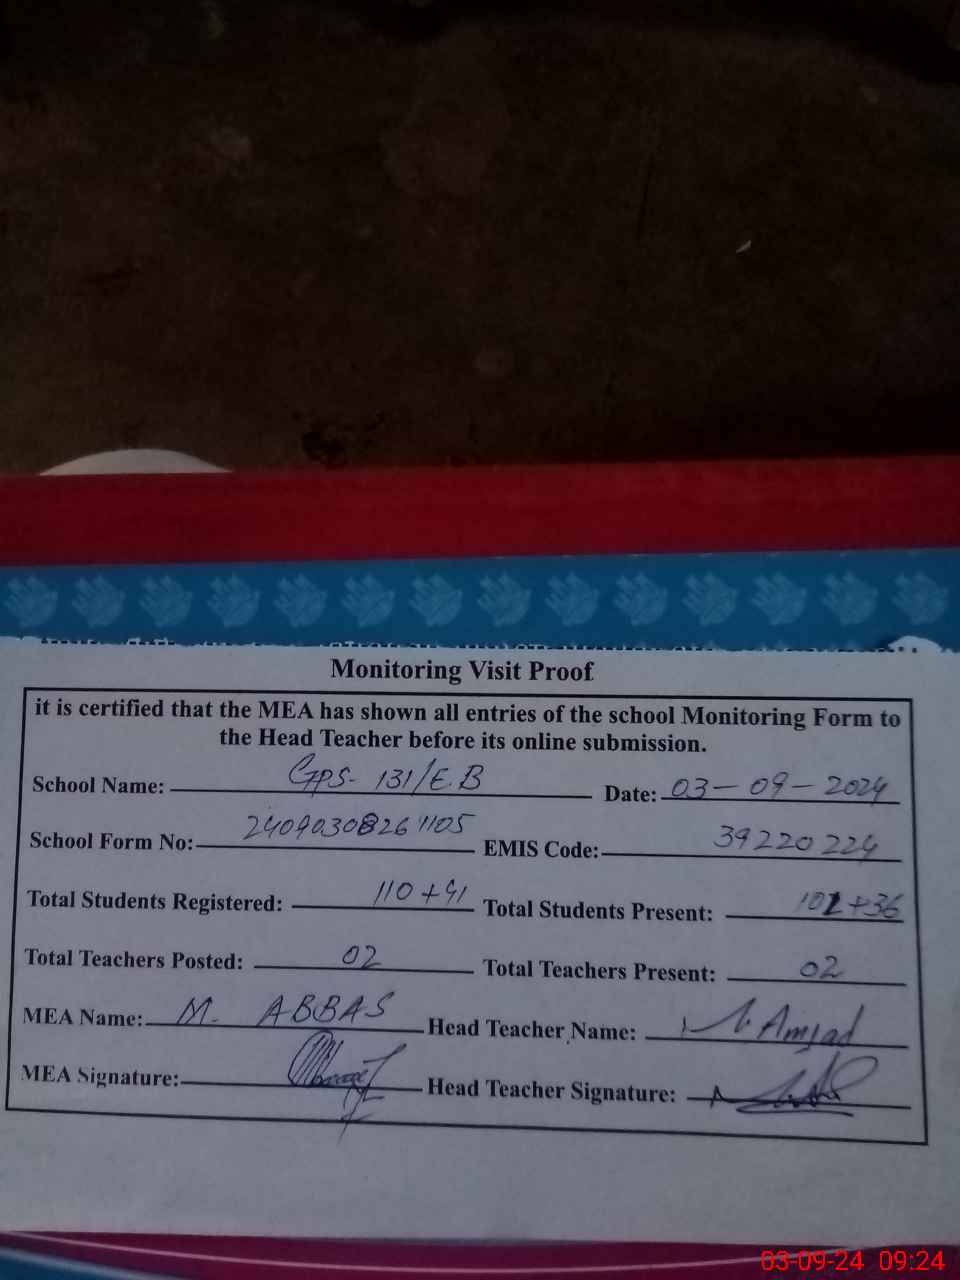 Monitoring Visit Proof
it is certified that the MEA has shown all entries of the school Monitoring Form to
the Head Teacher before its online submission.
School Name: GPS- 131/E.B Date: 03-09-2024
School Form No: 24090308261105 EMIS Code: 39220224
Total Students Registered: 110+41 Total Students Present: 102+36
Total Teachers Posted: 02 Total Teachers Present: 02
MEA Name: M. ABBAS Head Teacher Name: M. Amjad
MEA Signature: Head Teacher Signature:
03-09-24 09:24